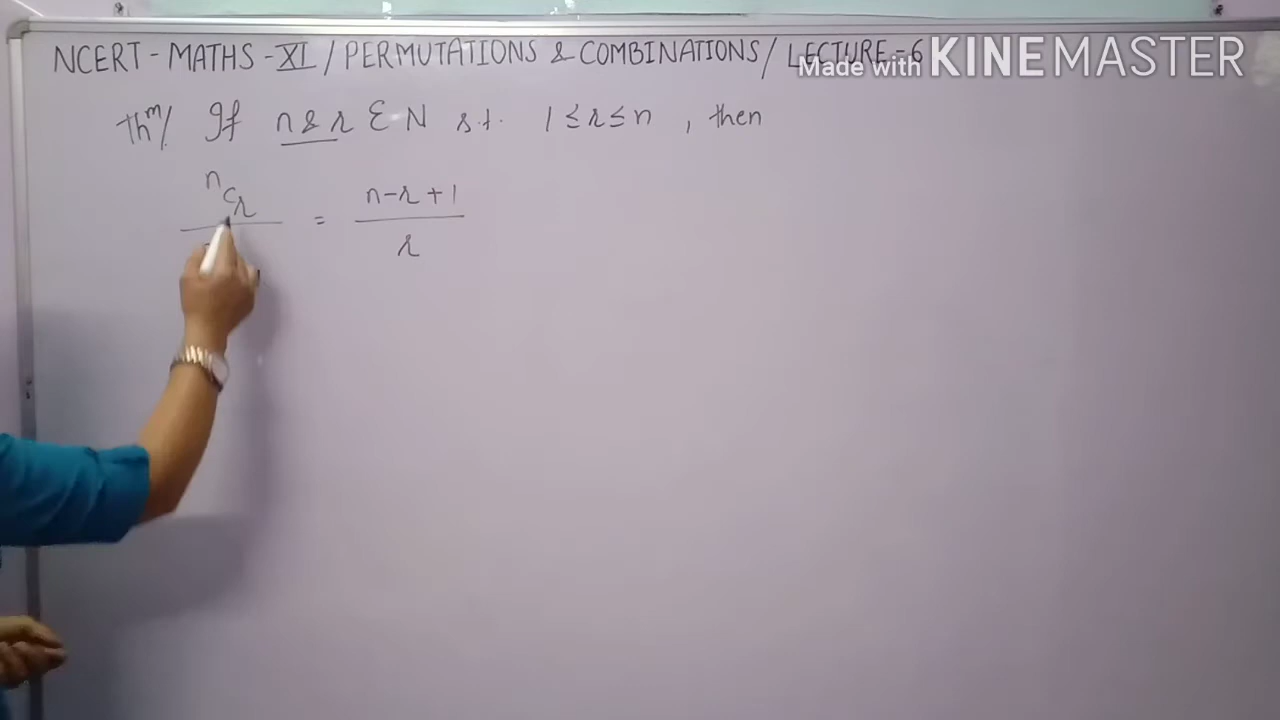 NCERT - MATHS - XI / PERMUTATIONS & COMBINATIONS / LECTURE - 6
Made with KINEMASTER
Thm/. If n & r ∈ N s.t. 1 ≤ r ≤ n , then
nCr = n-r+1
r